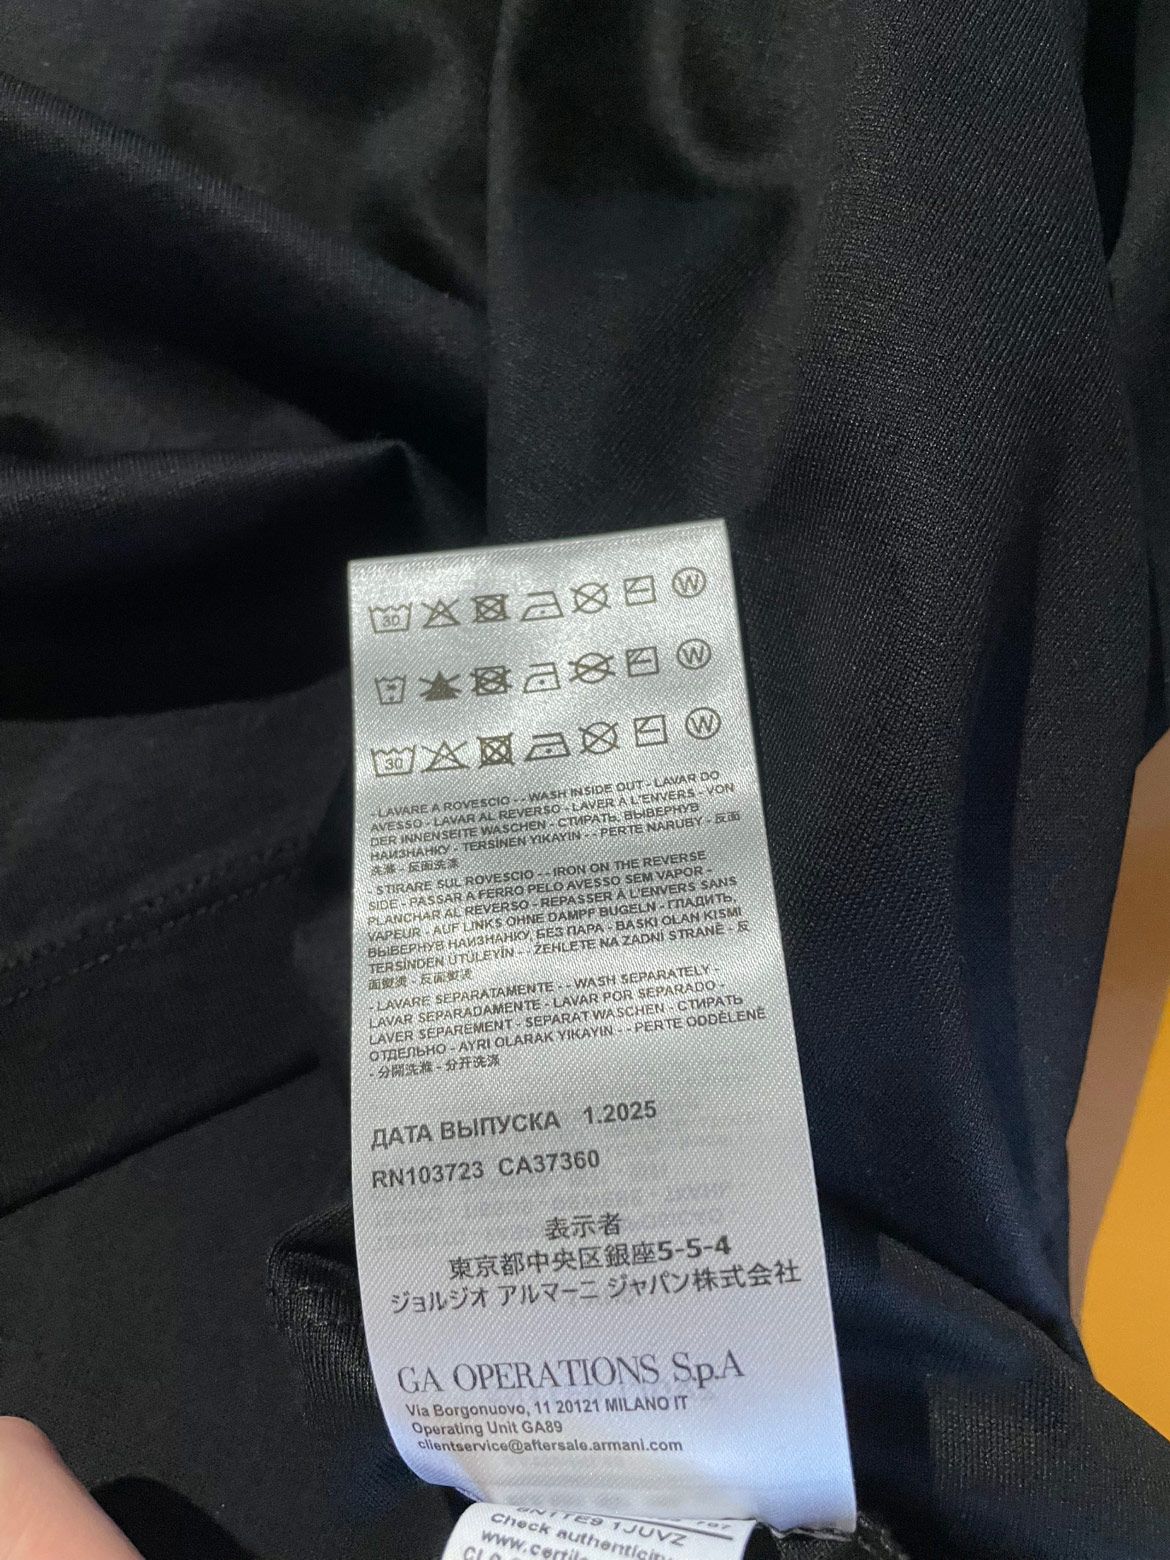 30 W
W
30 W
- LAVARE A ROVESCIO - - WASH INSIDE OUT - LAVAR DO
AVESSO - LAVAR AL REVERSO - LAVER À L'ENVERS - VON
DER INNENSEITE WASCHEN - СТИРАТЬ, ВЫВЕРНУВ
НАИЗНАНКУ - TERSİNEN YIKAYIN - - PERTE NARUBY - 反面
洗滌 - 反面洗涤
- STIRARE SUL ROVESCIO - - IRON ON THE REVERSE
SIDE - PASSAR A FERRO PELO AVESSO SEM VAPOR -
PLANCHAR AL REVERSO - REPASSER À L'ENVERS SANS
VAPEUR - AUF LINKS OHNE DAMPF BUGELN - ГЛАДИТЬ,
ВЫВЕРНУВ НАИЗНАНКУ, БЕЗ ПАРА - BASKI OLAN KISMI
TERSİNDEN ÜTÜLEYİN - - ŽEHLETE NA ZADNÍ STRANĚ - 反
面熨燙 - 反面熨烫
- LAVARE SEPARATAMENTE - - WASH SEPARATELY -
LAVAR SEPARADAMENTE - LAVAR POR SEPARADO -
LAVER SÉPARÉMENT - SEPARAT WASCHEN - СТИРАТЬ
ОТДЕЛЬНО - AYRI OLARAK YIKAYIN - - PERTE ODDĚLENĚ
- 分開洗滌 - 分开洗涤
ДАТА ВЫПУСКА 1.2025
RN103723 CA37360
表示者
東京都中央区銀座5-5-4
ジョルジオ アルマーニ ジャパン株式会社
GA OPERATIONS S.p.A
Via Borgonuovo, 11 20121 MILANO IT
Operating Unit GA89
clientservice@aftersale.armani.com
1JUVZ
Check
www.